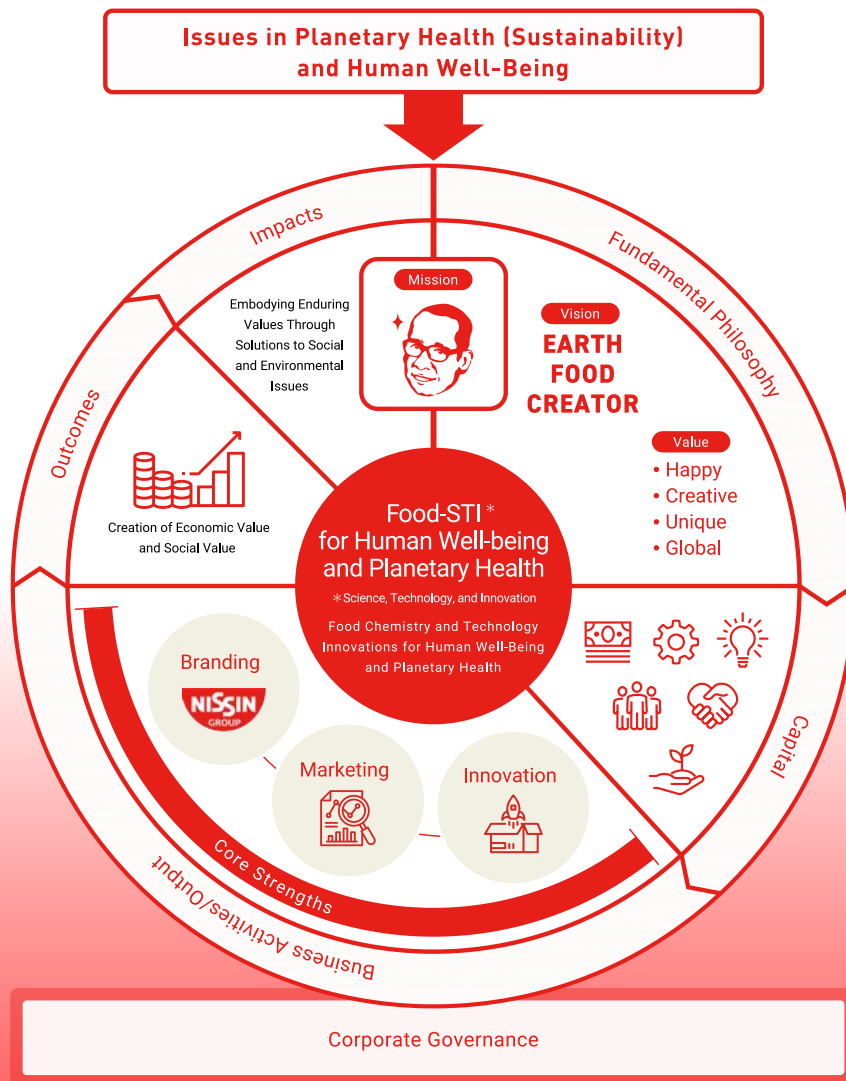 Issues in Planetary Health (Sustainability)
and Human Well-Being
Impacts
Fundamental Philosophy
Mission
Embodying Enduring
Values Through
Solutions to Social
and Environmental
Issues
Vision
EARTH
FOOD
CREATOR
Outcomes
Value
• Happy
• Creative
• Unique
• Global
Creation of Economic Value
and Social Value
Food-STI*
for Human Well-being
and Planetary Health
*Science, Technology, and Innovation
Food Chemistry and Technology
Innovations for Human Well-Being
and Planetary Health
Capital
Branding
NISSIN
GROUP
Marketing
Innovation
Core Strengths
Business Activities/Output
Corporate Governance